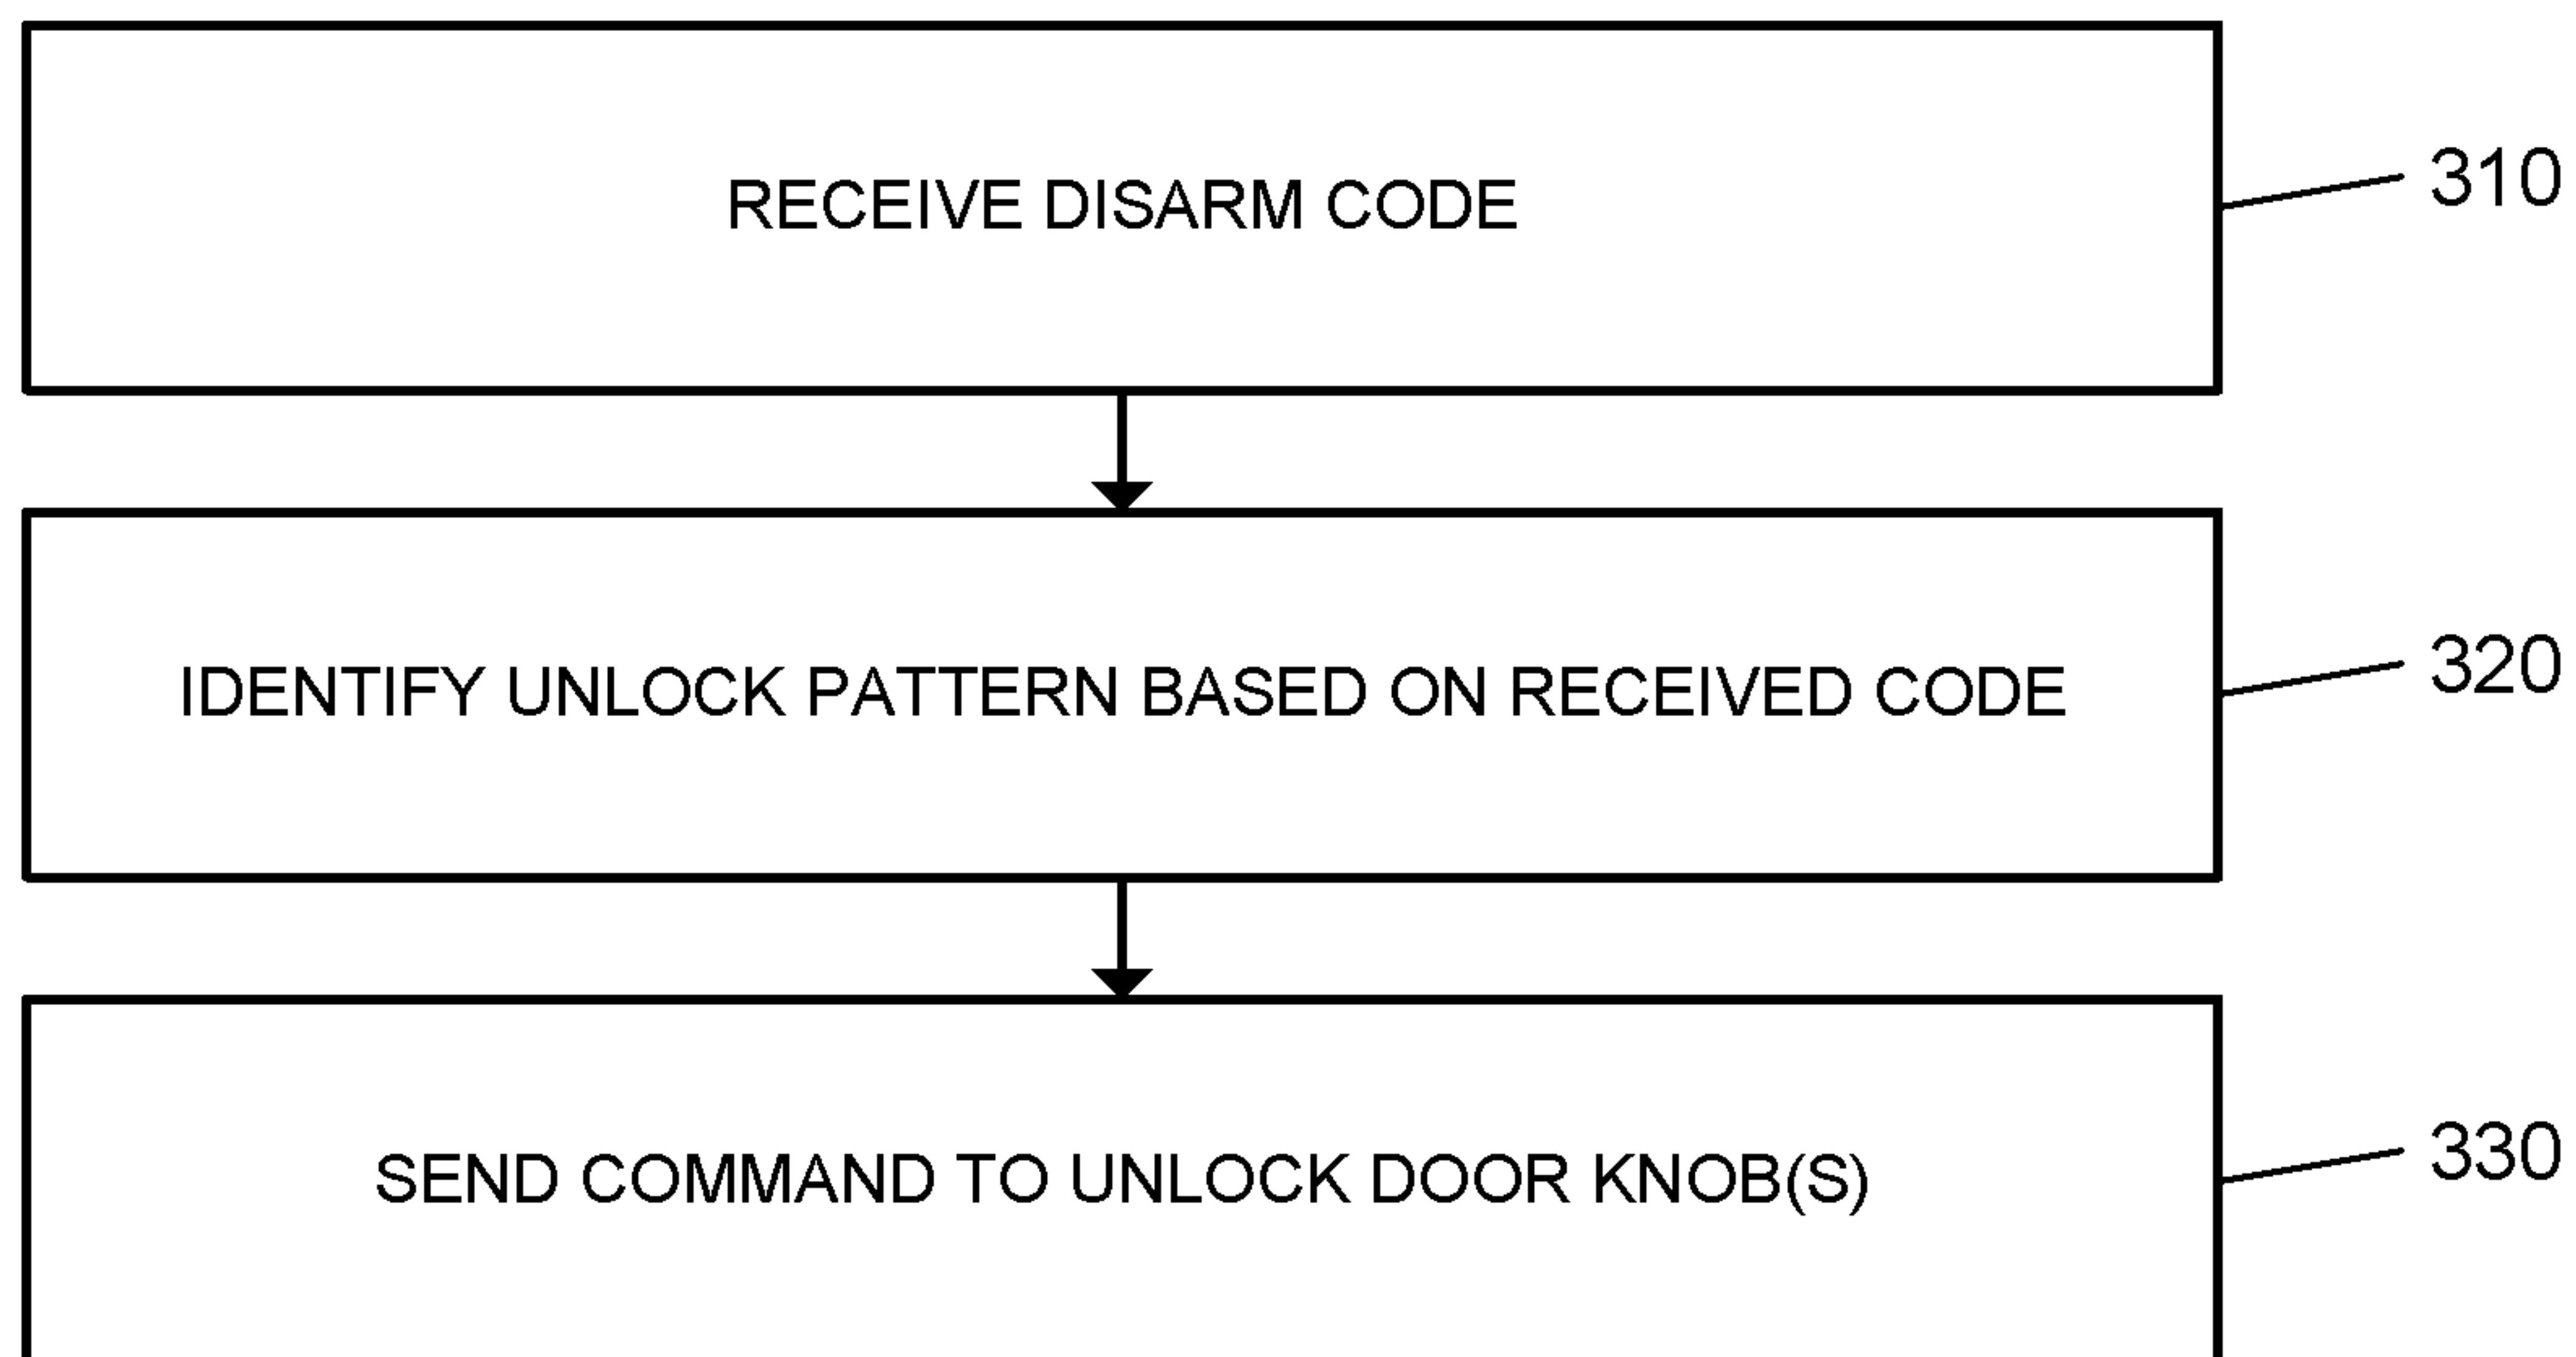 RECEIVE DISARM CODE
310
IDENTIFY UNLOCK PATTERN BASED ON RECEIVED CODE
320
SEND COMMAND TO UNLOCK DOOR KNOB(S)
330